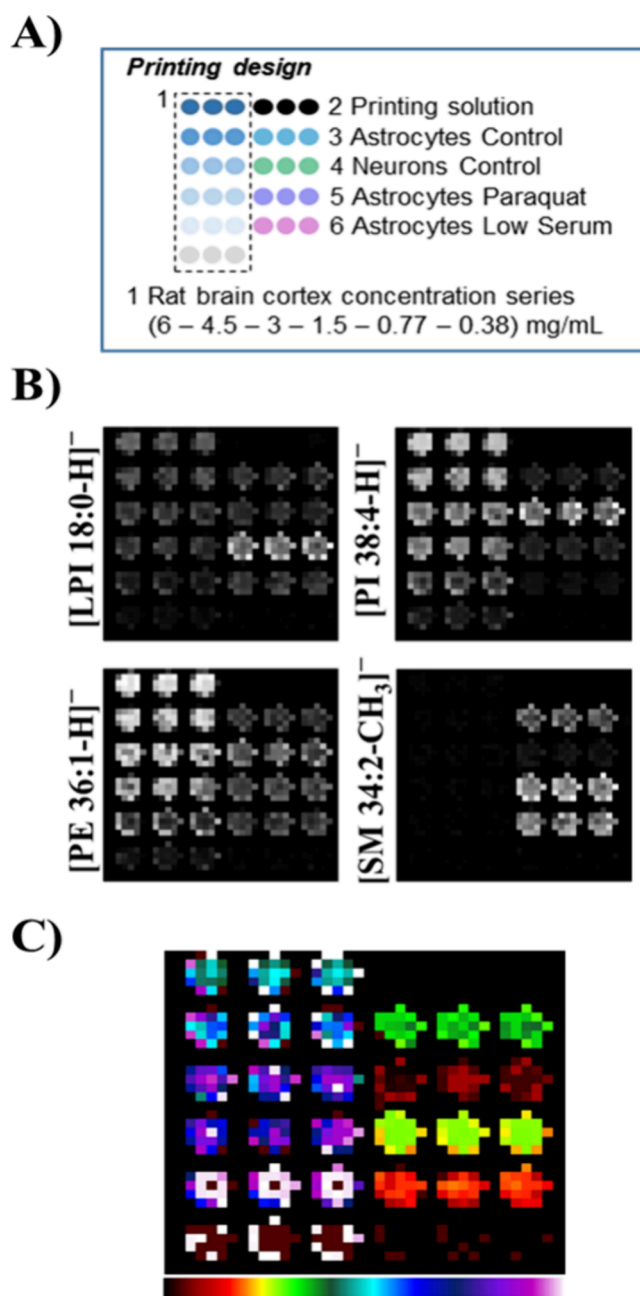 A)
Printing design
1
2 Printing solution
3 Astrocytes Control
4 Neurons Control
5 Astrocytes Paraquat
6 Astrocytes Low Serum
1 Rat brain cortex concentration series
(6 – 4.5 – 3 – 1.5 – 0.77 – 0.38) mg/mL
B)
[LPI 18:0-H]⁻
[PI 38:4-H]⁻
[PE 36:1-H]⁻
[SM 34:2-CH₃]⁻
C)